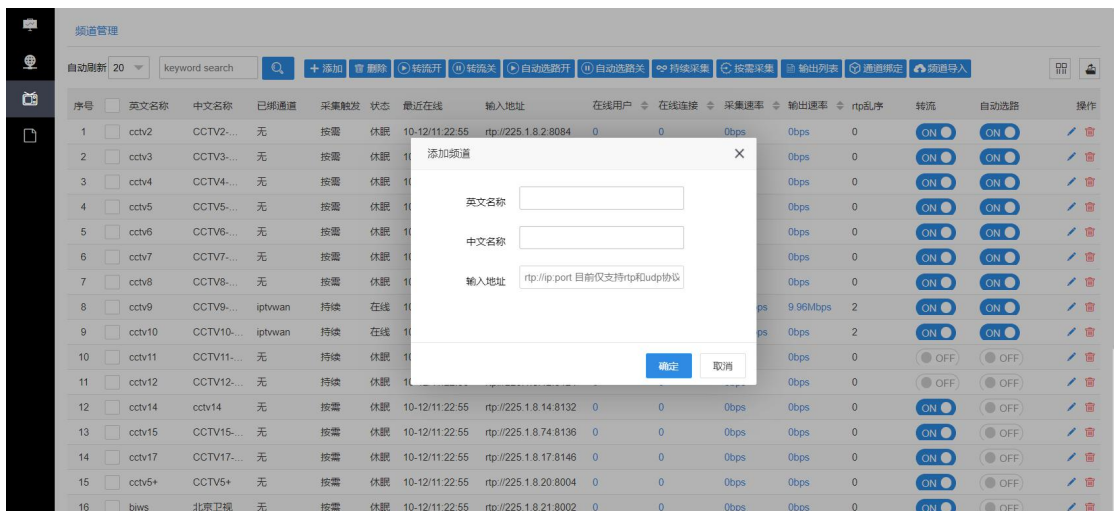 频道管理
自动刷新 20 keyword search 添加 删除 转流开 转流关 自动选路开 自动选路关 持续采集 按需采集 输出列表 通道绑定 频道导入
序号 英文名称 中文名称 已绑通道 采集触发 状态 最近在线 输入地址 在线用户 在线连接 采集速率 输出速率 rtp乱序 转流 自动选路 操作
1 cctv2 CCTV2-... 无 按需 休眠 10-12/11:22:55 rtp://225.1.8.2:8084 0 0 0bps 0bps 0 ON ON
2 cctv3 CCTV3-... 无 按需 休眠 10 0bps 0 ON ON
3 cctv4 CCTV4-... 无 按需 休眠 10 0bps 0 ON ON
4 cctv5 CCTV5-... 无 按需 休眠 10 0bps 0 ON ON
5 cctv6 CCTV6-... 无 按需 休眠 10 0bps 0 ON ON
6 cctv7 CCTV7-... 无 按需 休眠 10 0bps 0 ON ON
7 cctv8 CCTV8-... 无 按需 休眠 10 0bps 0 ON ON
8 cctv9 CCTV9-... iptvwan 持续 在线 10 ps 9.96Mbps 2 ON ON
9 cctv10 CCTV10-... iptvwan 持续 在线 10 ps 0bps 2 ON ON
10 cctv11 CCTV11-... 无 持续 休眠 10 0bps 0 OFF OFF
11 cctv12 CCTV12-... 无 持续 休眠 0bps 0 OFF OFF
12 cctv14 cctv14 无 按需 休眠 10-12/11:22:55 rtp://225.1.8.14:8132 0 0 0bps 0bps 0 ON OFF
13 cctv15 CCTV15-... 无 按需 休眠 10-12/11:22:55 rtp://225.1.8.74:8136 0 0 0bps 0bps 0 ON OFF
14 cctv17 CCTV17-... 无 按需 休眠 10-12/11:22:55 rtp://225.1.8.17:8146 0 0 0bps 0bps 0 ON OFF
15 cctv5+ CCTV5+ 无 按需 休眠 10-12/11:22:55 rtp://225.1.8.20:8004 0 0 0bps 0bps 0 ON OFF
16 bjws 北京卫视 无 按需 休眠 10-12/11:22:55 rtp://225.1.8.21:8002 0 0 0bps 0bps 0 ON OFF
添加频道
英文名称
中文名称
输入地址 rtp://ip:port 目前仅支持rtp和udp协议
确定 取消